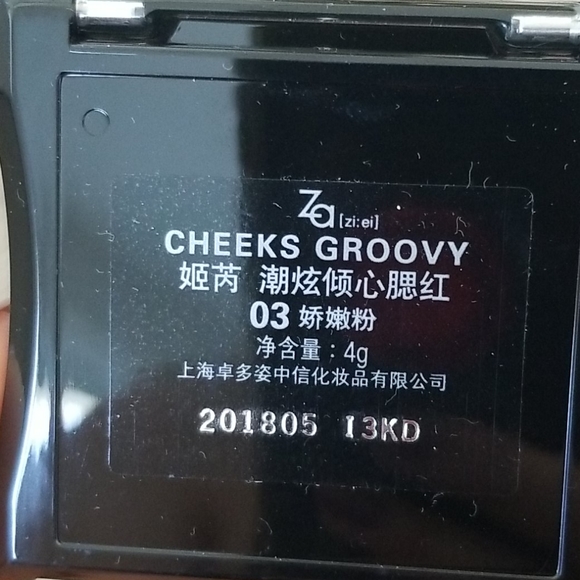 Za [zi:ei]
CHEEKS GROOVY
姬芮 潮炫倾心腮红
03 娇嫩粉
净含量：4g
上海卓多姿中信化妆品有限公司
201805 I3KD